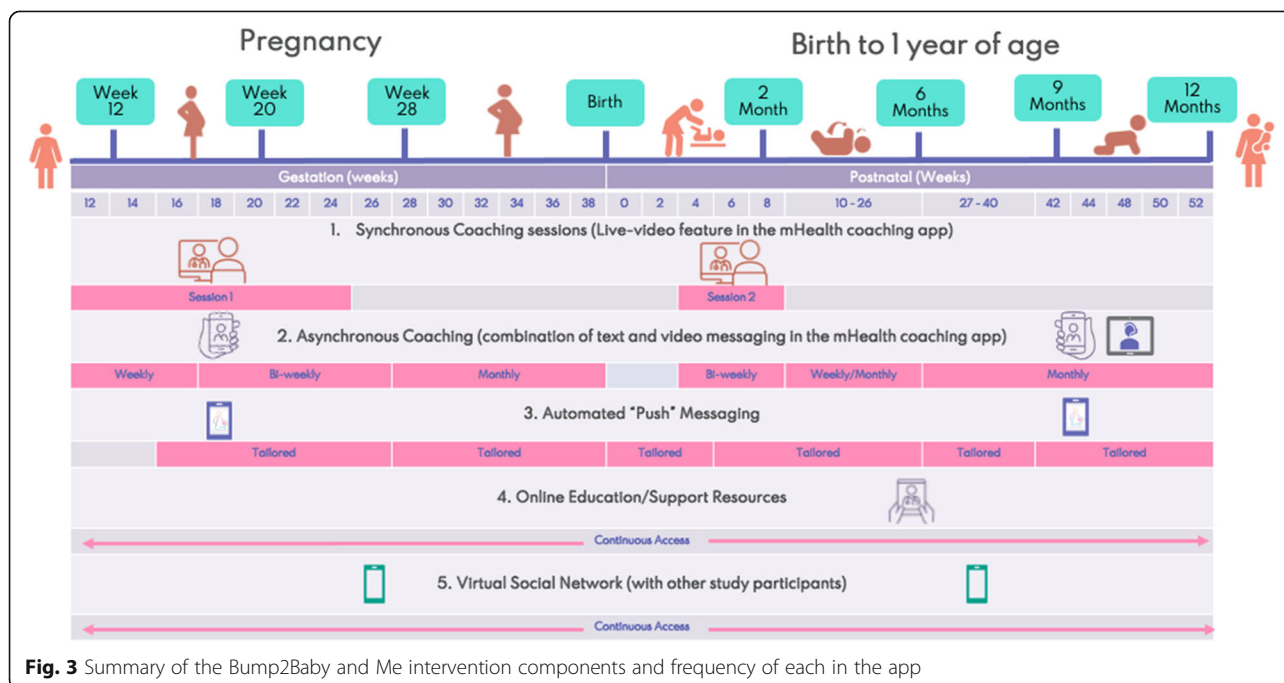 Pregnancy
Birth to 1 year of age
Week
12
Week
20
Week
28
Birth
2
Month
6
Months
9
Months
12
Months
Gestation (weeks)
Postnatal (Weeks)
12 14 16 18 20 22 24 26 28 30 32 34 36 38 0 2 4 6 8 10 - 26 27 - 40 42 44 48 50 52
1. Synchronous Coaching sessions (Live-video feature in the mHealth coaching app)
Session 1
Session 2
2. Asynchronous Coaching (combination of text and video messaging in the mHealth coaching app)
Weekly
Bi-weekly
Monthly
Bi-weekly
Weekly/Monthly
Monthly
3. Automated "Push" Messaging
Tailored
Tailored
Tailored
Tailored
Tailored
Tailored
4. Online Education/Support Resources
Continuous Access
5. Virtual Social Network (with other study participants)
Continuous Access
Fig. 3 Summary of the Bump2Baby and Me intervention components and frequency of each in the app